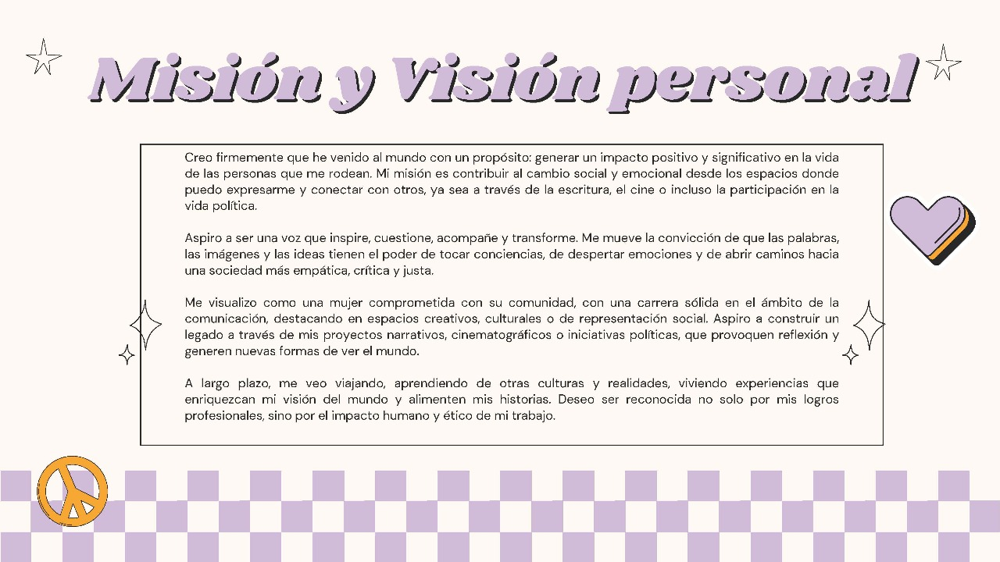 Misión y Visión personal
Creo firmemente que he venido al mundo con un propósito: generar un impacto positivo y significativo en la vida
de las personas que me rodean. Mi misión es contribuir al cambio social y emocional desde los espacios donde
puedo expresarme y conectar con otros, ya sea a través de la escritura, el cine o incluso la participación en la
vida política.
Aspiro a ser una voz que inspire, cuestione, acompañe y transforme. Me mueve la convicción de que las palabras,
las imágenes y las ideas tienen el poder de tocar conciencias, de despertar emociones y de abrir caminos hacia
una sociedad más empática, crítica y justa.
Me visualizo como una mujer comprometida con su comunidad, con una carrera sólida en el ámbito de la
comunicación, destacando en espacios creativos, culturales o de representación social. Aspiro a construir un
legado a través de mis proyectos narrativos, cinematográficos o iniciativas políticas, que provoquen reflexión y
generen nuevas formas de ver el mundo.
A largo plazo, me veo viajando, aprendiendo de otras culturas y realidades, viviendo experiencias que
enriquezcan mi visión del mundo y alimenten mis historias. Deseo ser reconocida no solo por mis logros
profesionales, sino por el impacto humano y ético de mi trabajo.